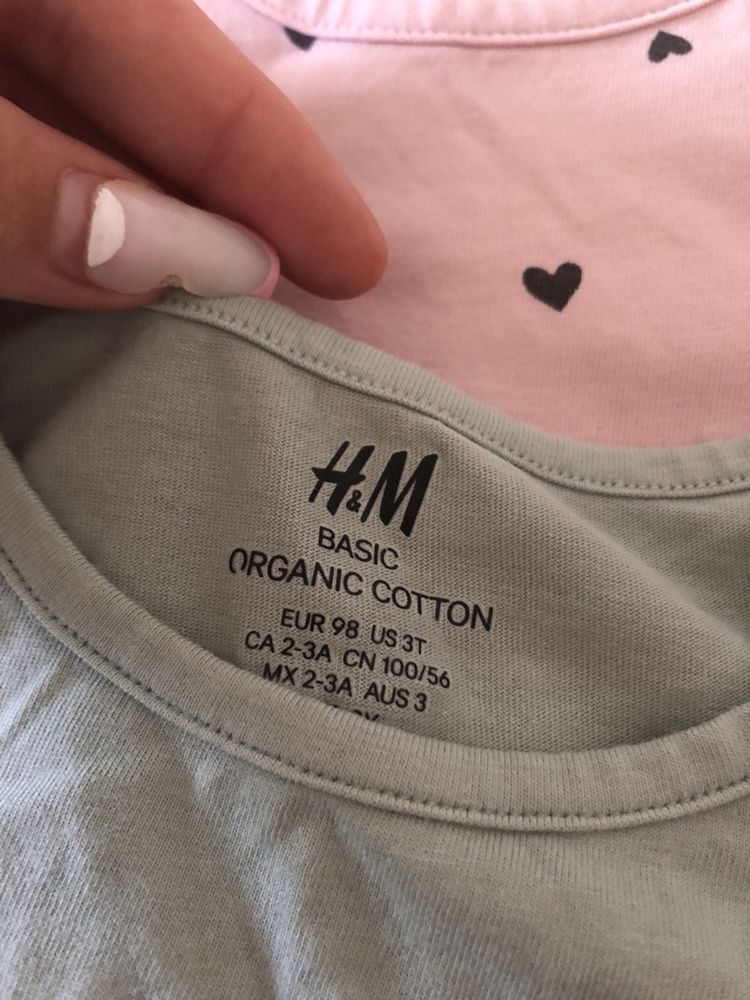 H&M
BASIC
ORGANIC COTTON
EUR 98 US 3T
CA 2-3A CN 100/56
MX 2-3A AUS 3